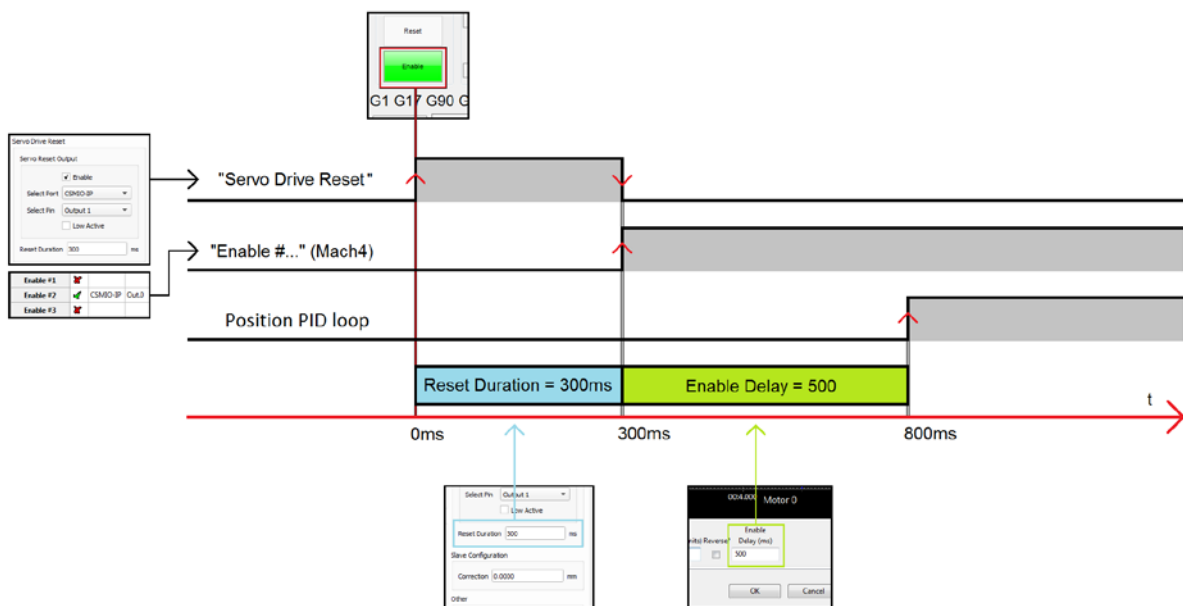 Reset
Enable
G1 G17 G90 G
Servo Drive Reset
Servo Reset Output
Enable
Select Port CSMIO-IP
Select Pin Output 1
Low Active
Reset Duration 300 ms
"Servo Drive Reset"
"Enable #..." (Mach4)
Enable #1
Enable #2 CSMIO-IP Out.0
Enable #3
Position PID loop
Reset Duration = 300ms
Enable Delay = 500
t
0ms
300ms
800ms
Select Pin Output 1
Low Active
Reset Duration 300 ms
Slave Configuration
Correction 0.0000 mm
Other
Motor 0
Enable
Reverse?
Delay (ms)
OK
Cancel